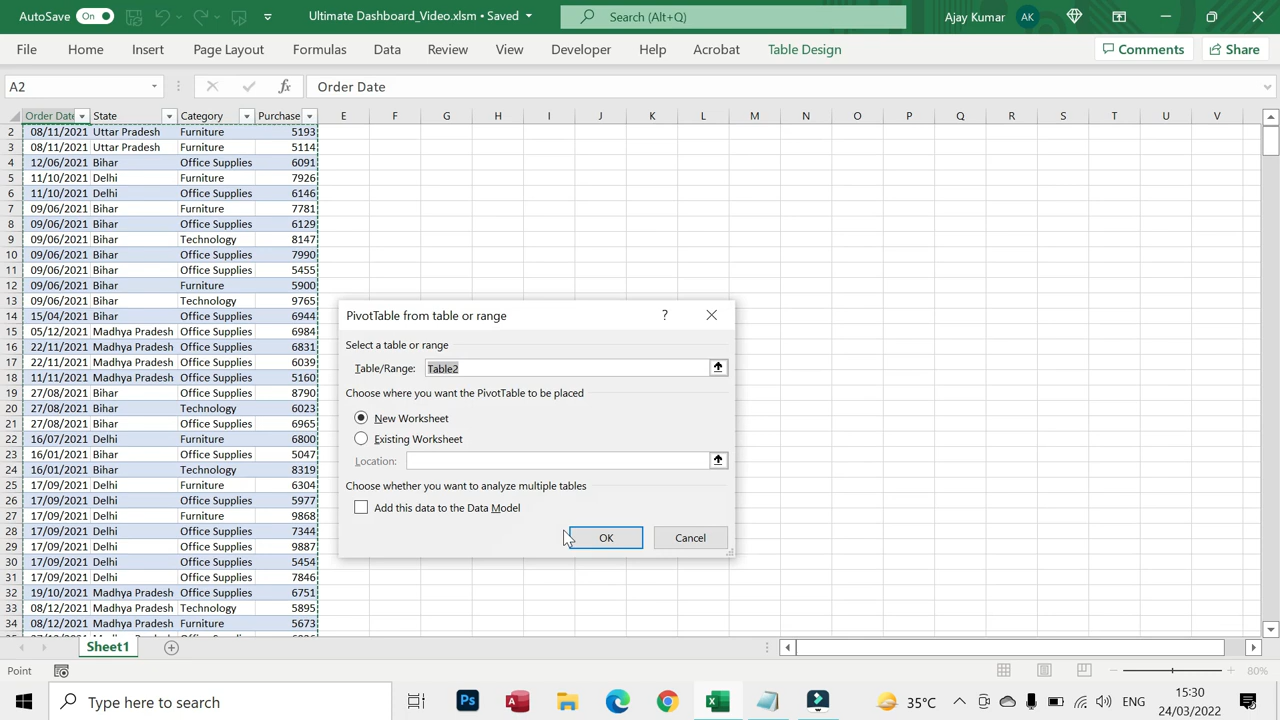 AutoSave On Ultimate Dashboard_Video.xlsm • Saved Search (Alt+Q) Ajay Kumar AK
File Home Insert Page Layout Formulas Data Review View Developer Help Acrobat Table Design Comments Share
A2 fx Order Date
Order Date State Category Purchase E F G H I J K L M N O P Q R S T U V
2 08/11/2021 Uttar Pradesh Furniture 5193
3 08/11/2021 Uttar Pradesh Furniture 5114
4 12/06/2021 Bihar Office Supplies 6091
5 11/10/2021 Delhi Furniture 7926
6 11/10/2021 Delhi Office Supplies 6146
7 09/06/2021 Bihar Furniture 7781
8 09/06/2021 Bihar Office Supplies 6129
9 09/06/2021 Bihar Technology 8147
10 09/06/2021 Bihar Office Supplies 7990
11 09/06/2021 Bihar Office Supplies 5455
12 09/06/2021 Bihar Furniture 5900
13 09/06/2021 Bihar Technology 9765
14 15/04/2021 Bihar Office Supplies 6944
15 05/12/2021 Madhya Pradesh Office Supplies 6984
16 22/11/2021 Madhya Pradesh Office Supplies 6831
17 22/11/2021 Madhya Pradesh Office Supplies 6039
18 11/11/2021 Madhya Pradesh Office Supplies 5160
19 27/08/2021 Bihar Office Supplies 8790
20 27/08/2021 Bihar Technology 6023
21 27/08/2021 Bihar Office Supplies 6965
22 16/07/2021 Delhi Furniture 6800
23 16/01/2021 Bihar Office Supplies 5047
24 16/01/2021 Bihar Technology 8319
25 17/09/2021 Delhi Furniture 6304
26 17/09/2021 Delhi Office Supplies 5977
27 17/09/2021 Delhi Furniture 9868
28 17/09/2021 Delhi Office Supplies 7344
29 17/09/2021 Delhi Office Supplies 9887
30 17/09/2021 Delhi Office Supplies 5454
31 17/09/2021 Delhi Office Supplies 7846
32 19/10/2021 Madhya Pradesh Office Supplies 6751
33 08/12/2021 Madhya Pradesh Technology 5895
34 08/12/2021 Madhya Pradesh Furniture 5673
PivotTable from table or range ?
Select a table or range
Table/Range: Table2
Choose where you want the PivotTable to be placed
New Worksheet
Existing Worksheet
Location:
Choose whether you want to analyze multiple tables
Add this data to the Data Model
OK Cancel
Sheet1
Point 80%
Type here to search Ps A 35°C ENG 15:30
24/03/2022